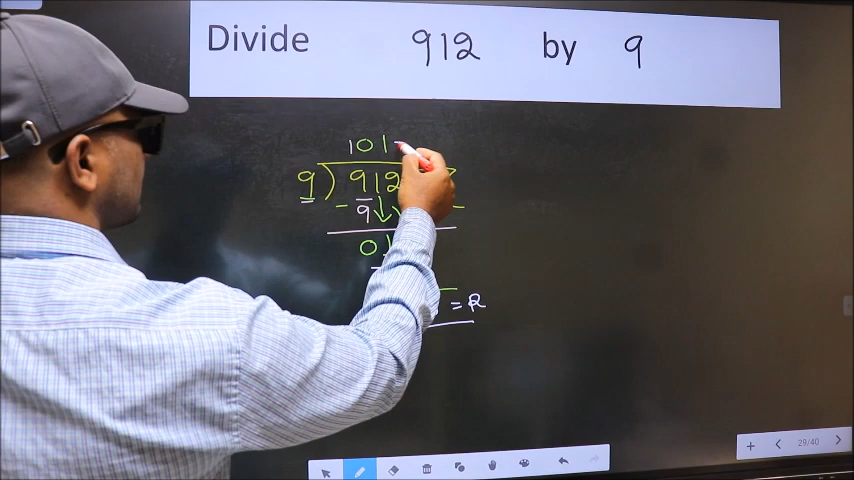 Divide 912 by 9
101
9 ) 912
- 9
01
= R
29/40